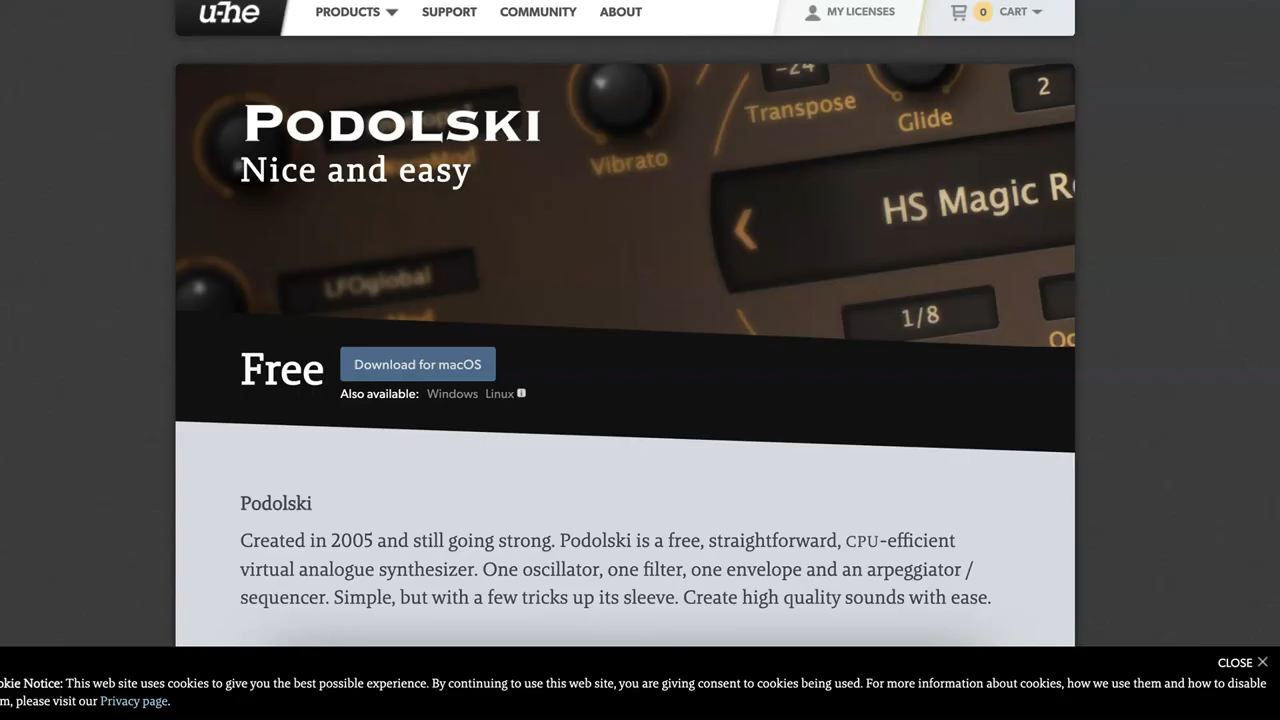 u-he
PRODUCTS
SUPPORT
COMMUNITY
ABOUT
MY LICENSES
0
CART
PODOLSKI
Nice and easy
Vibrato
-24
Transpose
Glide
2
HS Magic R
LFOglobal
1/8
Free
Download for macOS
Also available: Windows Linux
Podolski
Created in 2005 and still going strong. Podolski is a free, straightforward, CPU-efficient
virtual analogue synthesizer. One oscillator, one filter, one envelope and an arpeggiator /
sequencer. Simple, but with a few tricks up its sleeve. Create high quality sounds with ease.
CLOSE
okie Notice: This web site uses cookies to give you the best possible experience. By continuing to use this web site, you are giving consent to cookies being used. For more information about cookies, how we use them and how to disable
m, please visit our Privacy page.